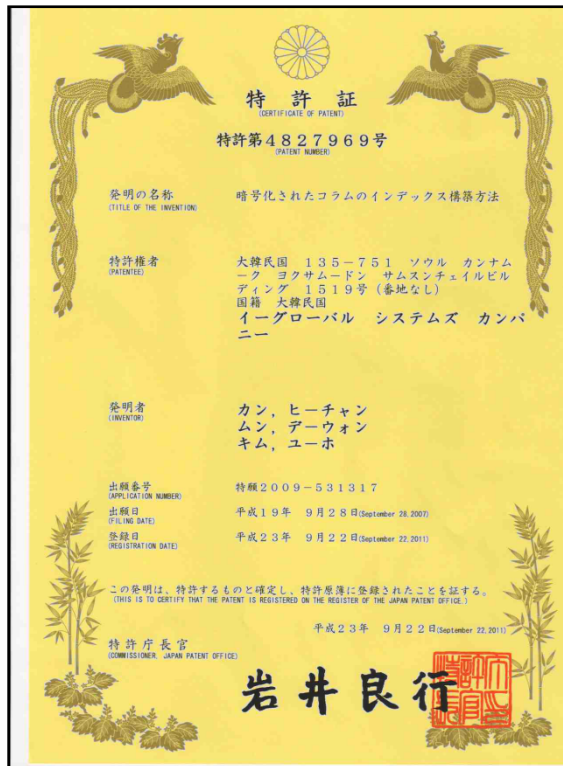 特許証
(CERTIFICATE OF PATENT)
特許第4827969号
(PATENT NUMBER)
発明の名称
(TITLE OF THE INVENTION)
暗号化されたコラムのインデックス構築方法
特許権者
(PATENTEE)
大韓民国 135-751 ソウル カンナム
ーク ヨクサムードン サムスンチェイルビル
ディング 1519号 (番地なし)
国籍 大韓民国
イーグローバル システムズ カンパ
ニー
発明者
(INVENTOR)
カン, ヒーチャン
ムン, デーウォン
キム, ユーホ
出願番号
(APPLICATION NUMBER)
特願2009-531317
出願日
(FILING DATE)
平成19年 9月28日(September 28,2007)
登録日
(REGISTRATION DATE)
平成23年 9月22日(September 22,2011)
この発明は、特許するものと確定し、特許原簿に登録されたことを証する。
(THIS IS TO CERTIFY THAT THE PATENT IS REGISTERED ON THE REGISTER OF THE JAPAN PATENT OFFICE.)
平成23年 9月22日(September 22,2011)
特許庁長官
(COMMISSIONER, JAPAN PATENT OFFICE)
岩井良行